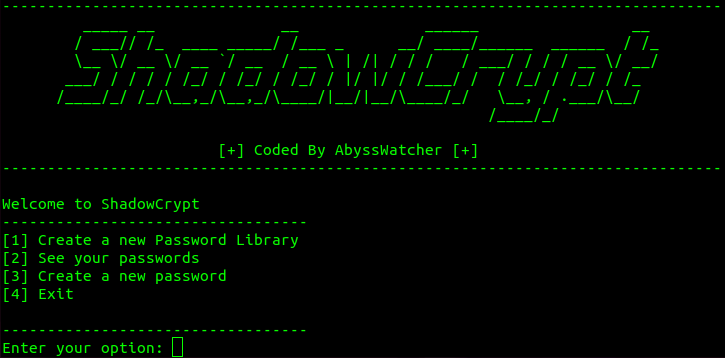 ShadowCrypt
[+] Coded By AbyssWatcher [+]
Welcome to ShadowCrypt
[1] Create a new Password Library
[2] See your passwords
[3] Create a new password
[4] Exit
Enter your option: